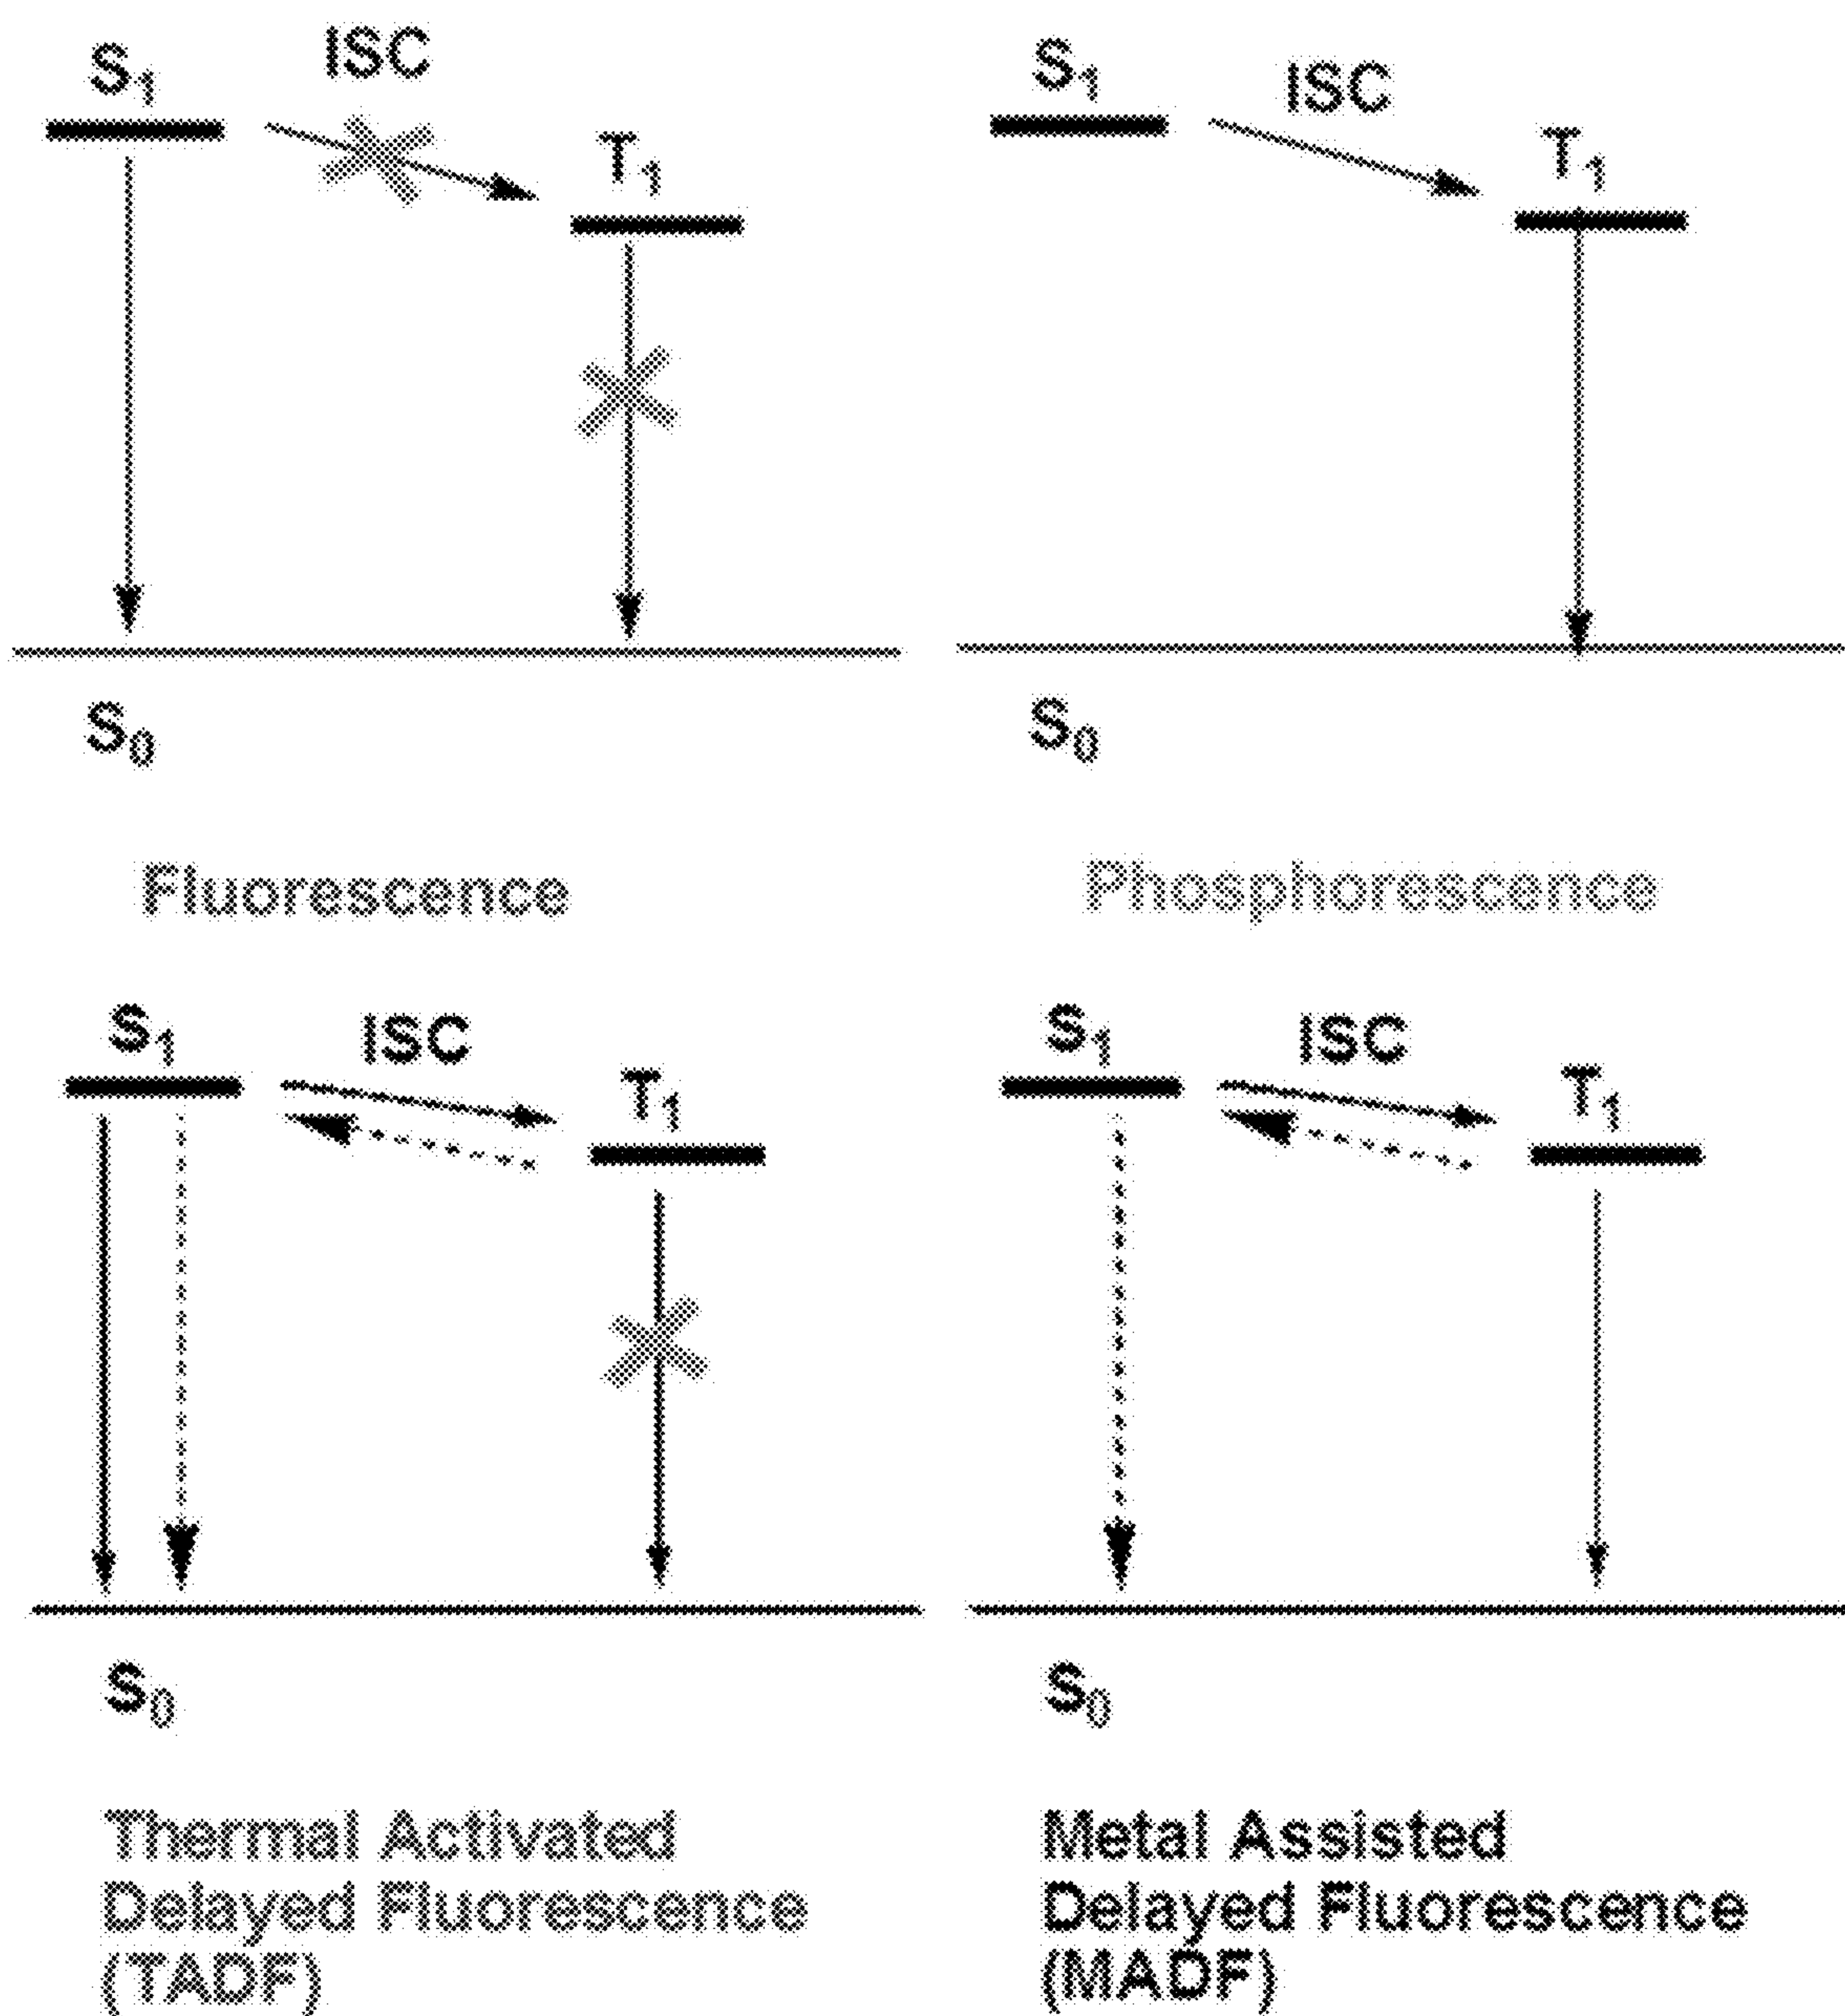 S₁ ISC T₁
S₀
Fluorescence
S₁ ISC T₁
S₀
Phosphorescence
S₁ ISC T₁
S₀
Thermal Activated
Delayed Fluorescence
(TADF)
S₁ ISC T₁
S₀
Metal Assisted
Delayed Fluorescence
(MADF)